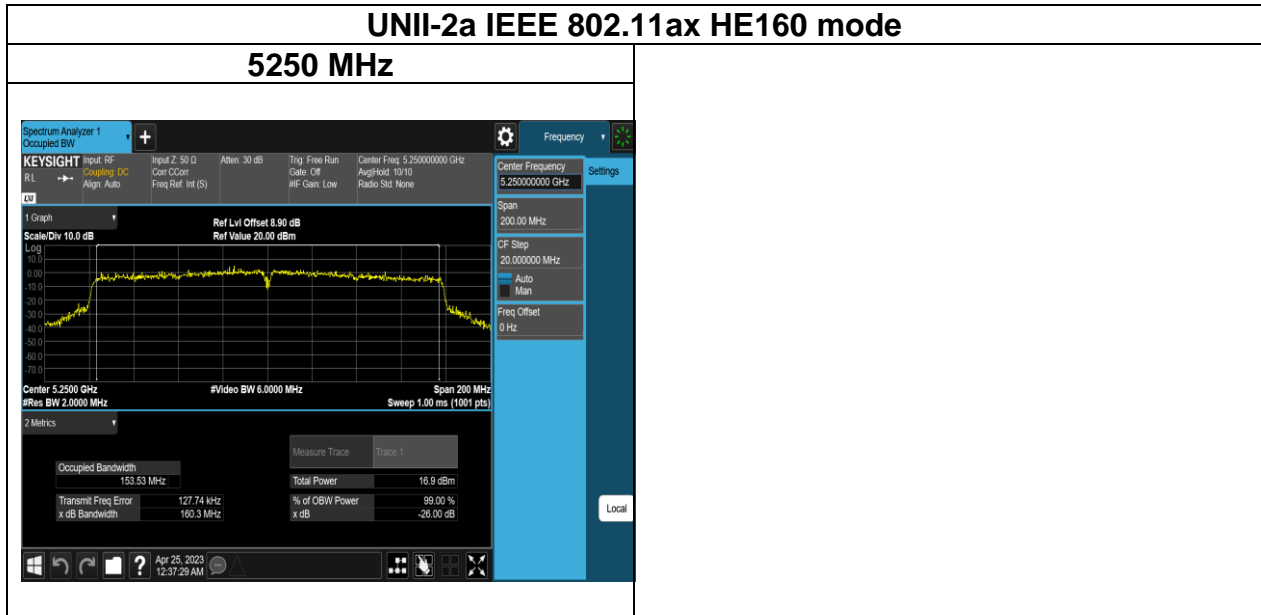 UNII-2a IEEE 802.11ax HE160 mode
5250 MHz
Spectrum Analyzer 1
Occupied BW
Frequency
KEYSIGHT
RL
LXI
Input: RF
Coupling: DC
Align: Auto
Input Z: 50 Ω
Corr CCorr
Freq Ref: Int (S)
Atten: 30 dB
Trig: Free Run
Gate: Off
#IF Gain: Low
Center Freq: 5.250000000 GHz
Avg|Hold: 10/10
Radio Std: None
Center Frequency
5.250000000 GHz
Settings
Span
200.00 MHz
CF Step
20.000000 MHz
Auto
Man
Freq Offset
0 Hz
Local
1 Graph
Scale/Div 10.0 dB
Ref Lvl Offset 8.90 dB
Ref Value 20.00 dBm
Log
10.0
0.00
-10.0
-20.0
-30.0
-40.0
-50.0
-60.0
-70.0
Center 5.2500 GHz
#Video BW 6.0000 MHz
Span 200 MHz
#Res BW 2.0000 MHz
Sweep 1.00 ms (1001 pts)
2 Metrics
Measure Trace Trace 1
Occupied Bandwidth
153.53 MHz
Total Power 16.9 dBm
Transmit Freq Error 127.74 kHz
% of OBW Power 99.00 %
x dB Bandwidth 160.3 MHz
x dB -26.00 dB
?
Apr 25, 2023
12:37:29 AM